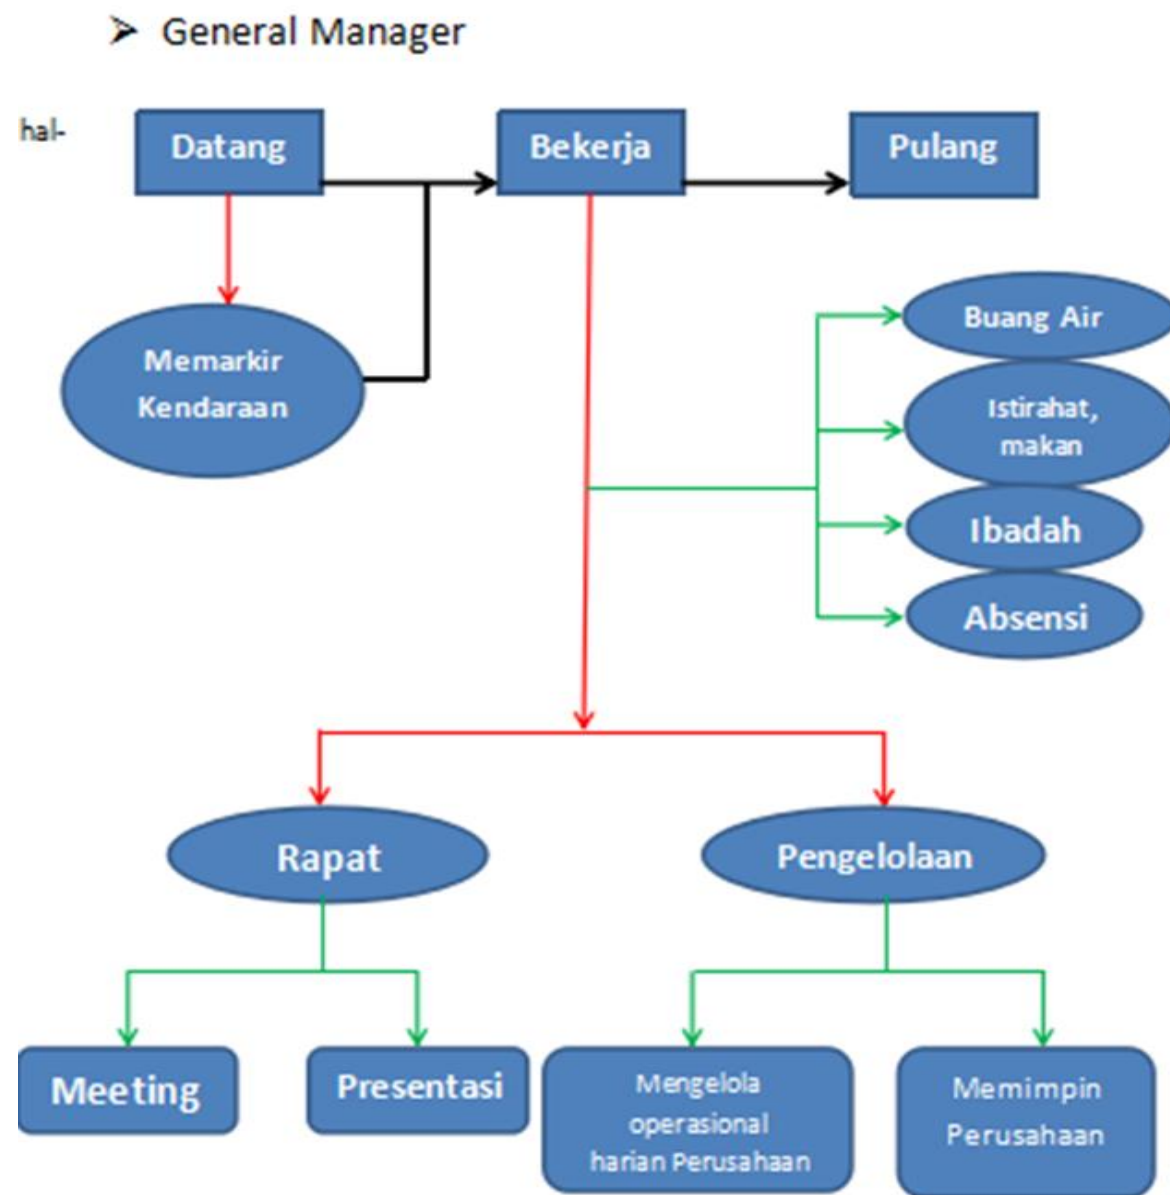 ➢ General Manager
hal-
Datang
Bekerja
Pulang
Memarkir
Kendaraan
Buang Air
Istirahat,
makan
Ibadah
Absensi
Rapat
Pengelolaan
Meeting
Presentasi
Mengelola
operasional
harian Perusahaan
Memimpin
Perusahaan